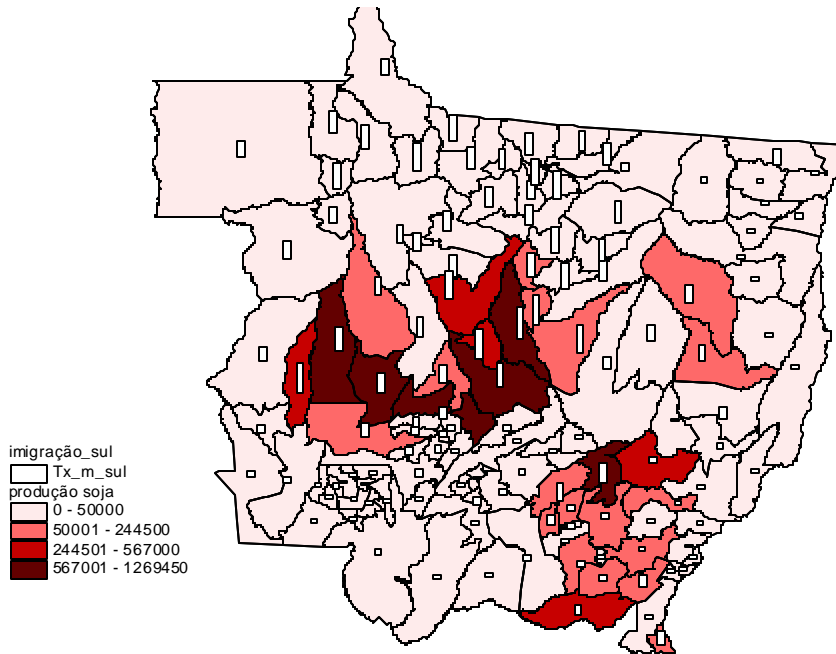 imigração_sul
Tx_m_sul
produção soja
0 - 50000
50001 - 244500
244501 - 567000
567001 - 1269450